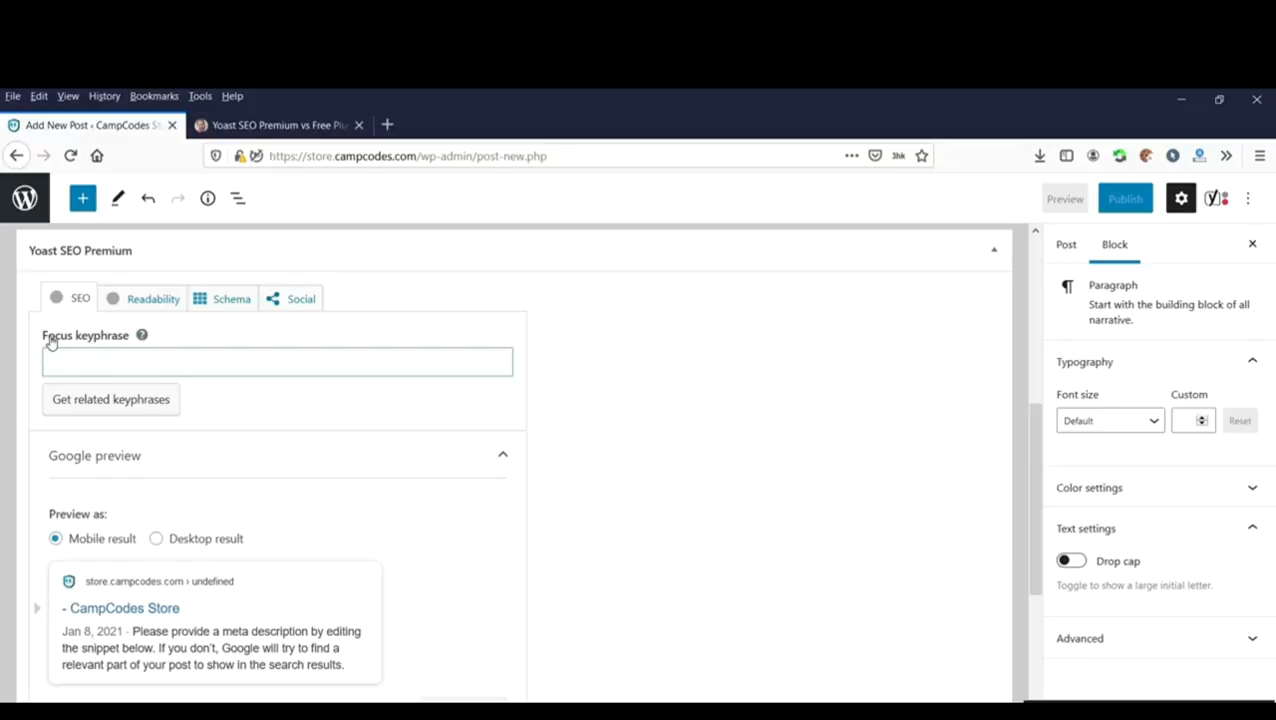 File Edit View History Bookmarks Tools Help
Add New Post ‹ CampCodes St
Yoast SEO Premium vs Free Plu
https://store.campcodes.com/wp-admin/post-new.php
3hk
Preview
Publish
Yoast SEO Premium
SEO
Readability
Schema
Social
Focus keyphrase
Get related keyphrases
Google preview
Preview as:
Mobile result
Desktop result
store.campcodes.com › undefined
- CampCodes Store
Jan 8, 2021 · Please provide a meta description by editing
the snippet below. If you don't, Google will try to find a
relevant part of your post to show in the search results.
Post
Block
Paragraph
Start with the building block of all
narrative.
Typography
Font size
Custom
Default
Reset
Color settings
Text settings
Drop cap
Toggle to show a large initial letter.
Advanced